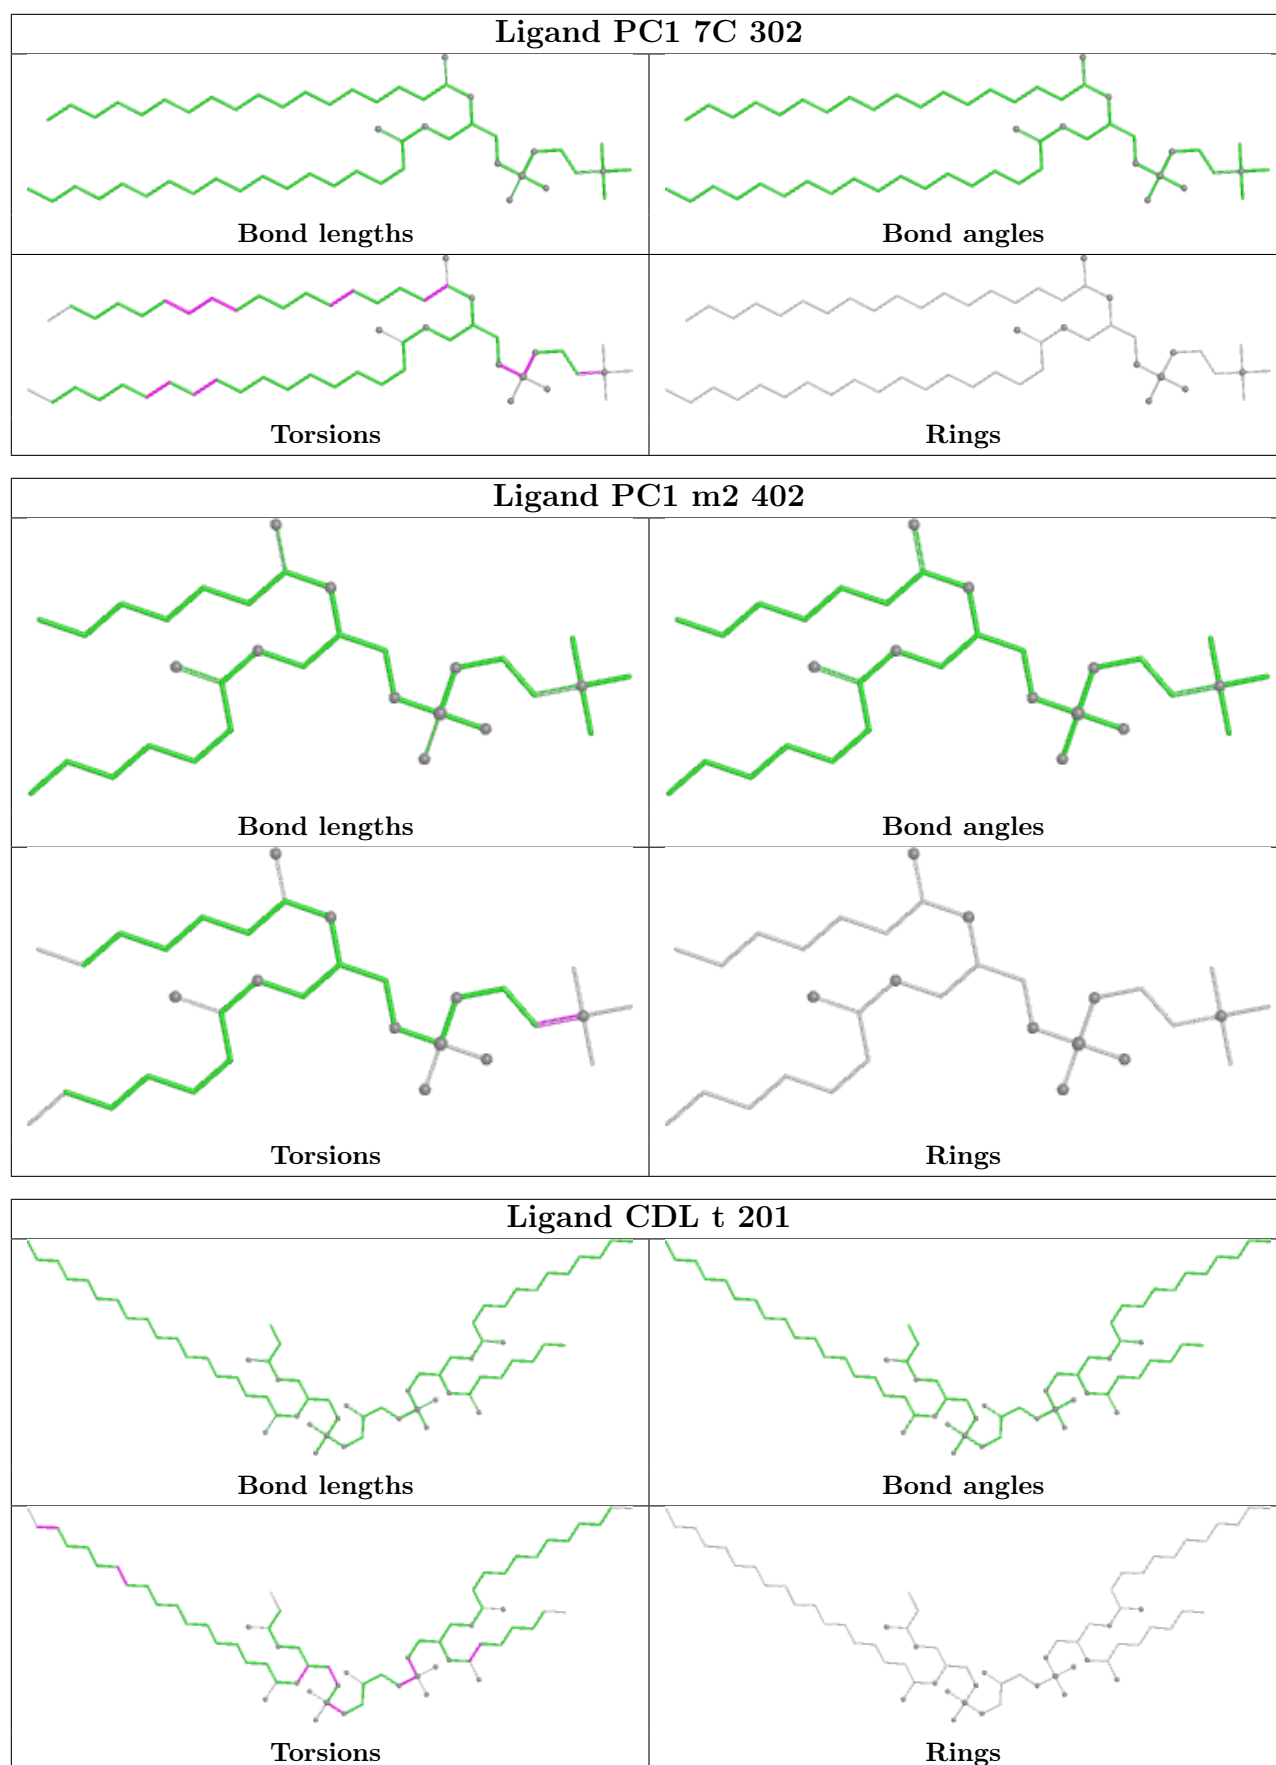 Ligand PC1 7C 302
Bond lengths
Bond angles
Torsions
Rings
Ligand PC1 m2 402
Bond lengths
Bond angles
Torsions
Rings
Ligand CDL t 201
Bond lengths
Bond angles
Torsions
Rings